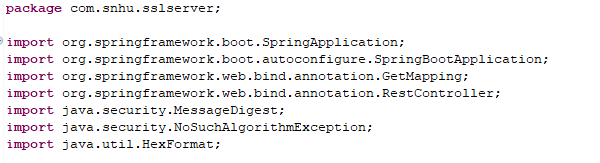 package com.snhu.sslserver;
import org.springframework.boot.SpringApplication;
import org.springframework.boot.autoconfigure.SpringBootApplication;
import org.springframework.web.bind.annotation.GetMapping;
import org.springframework.web.bind.annotation.RestController;
import java.security.MessageDigest;
import java.security.NoSuchAlgorithmException;
import java.util.HexFormat;